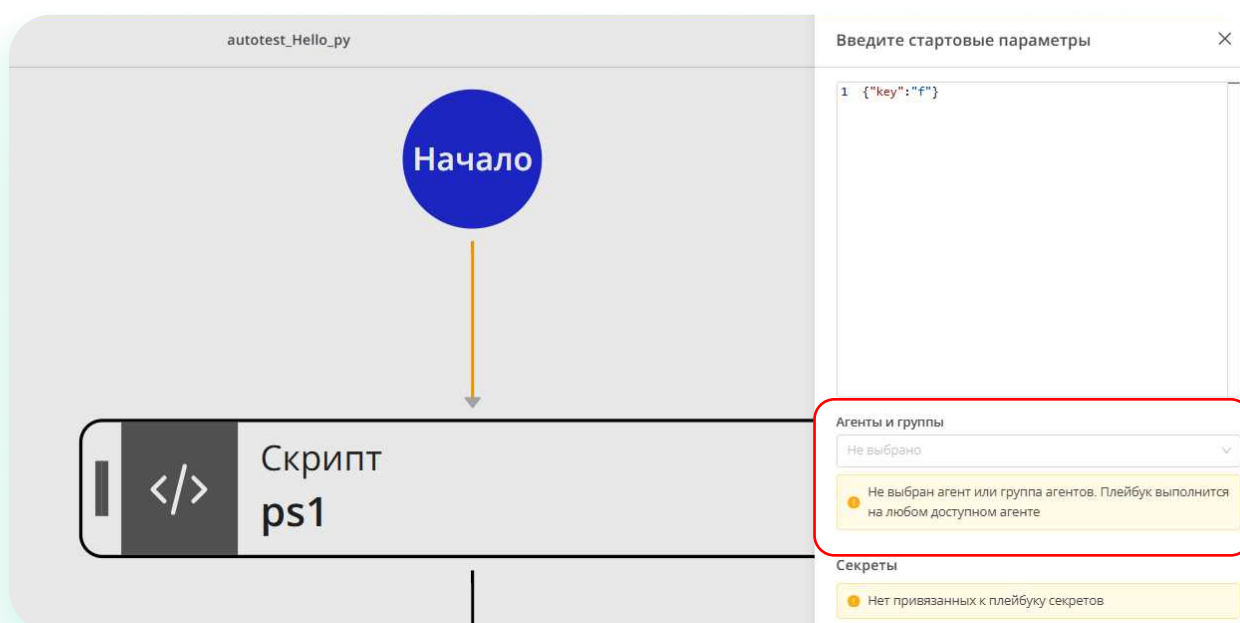 autotest_Hello_py
Введите стартовые параметры
1 {"key":"f"}
Начало
Скрипт
ps1
Агенты и группы
Не выбрано
Не выбран агент или группа агентов. Плейбук выполнится
на любом доступном агенте
Секреты
Нет привязанных к плейбуку секретов